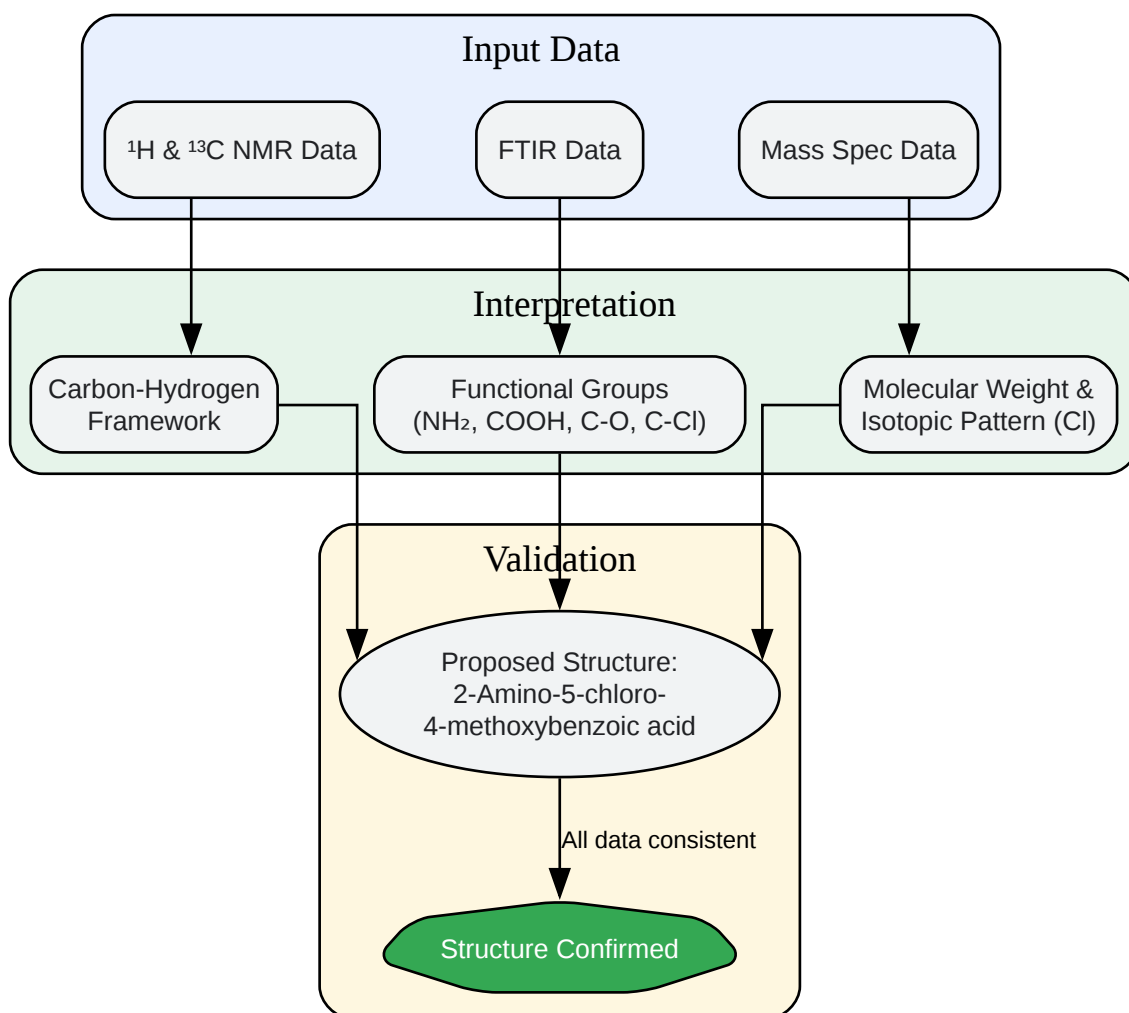 Input Data
¹H & ¹³C NMR Data
FTIR Data
Mass Spec Data
Interpretation
Carbon-Hydrogen
Framework
Functional Groups
(NH₂, COOH, C-O, C-Cl)
Molecular Weight &
Isotopic Pattern (Cl)
Validation
Proposed Structure:
2-Amino-5-chloro-
4-methoxybenzoic acid
All data consistent
Structure Confirmed